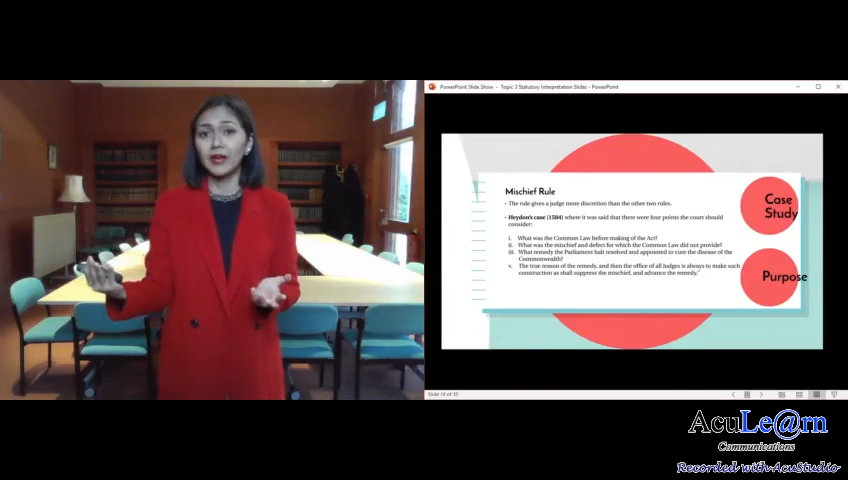 PowerPoint Slide Show - Topic 3 Statutory Interpretation Slides - PowerPoint
Mischief Rule
• The rule gives a judge more discretion than the other two rules.
• Heydon's case [1584] where it was said that there were four points the court should
consider:
i. What was the Common Law before making of the Act?
ii. What was the mischief and defect for which the Common Law did not provide?
iii. What remedy the Parliament hath resolved and appointed to cure the disease of the
Commonwealth?
v. The true reason of the remedy, and then the office of all Judges is always to make such
construction as shall suppress the mischief, and advance the remedy."
Case
Study
Purpose
Slide 19 of 30
AcuLe@rn
Communications
Recorded with AcuStudio